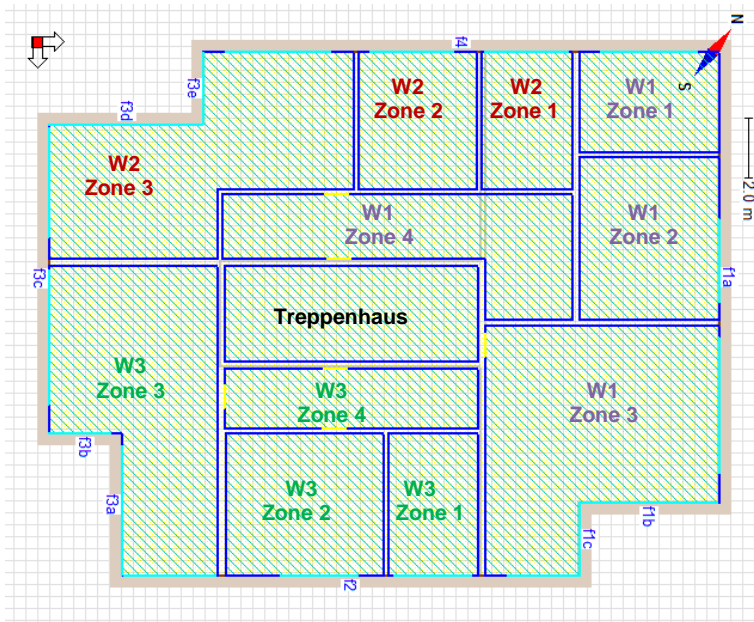 N
S
f4
f3e
f3d
W2
Zone 2
W2
Zone 1
W1
Zone 1
2.0 m
W2
Zone 3
W1
Zone 4
W1
Zone 2
f3c
f1a
Treppenhaus
W3
Zone 3
W3
Zone 4
W1
Zone 3
f3b
f3a
W3
Zone 2
W3
Zone 1
f1c
f1b
f2